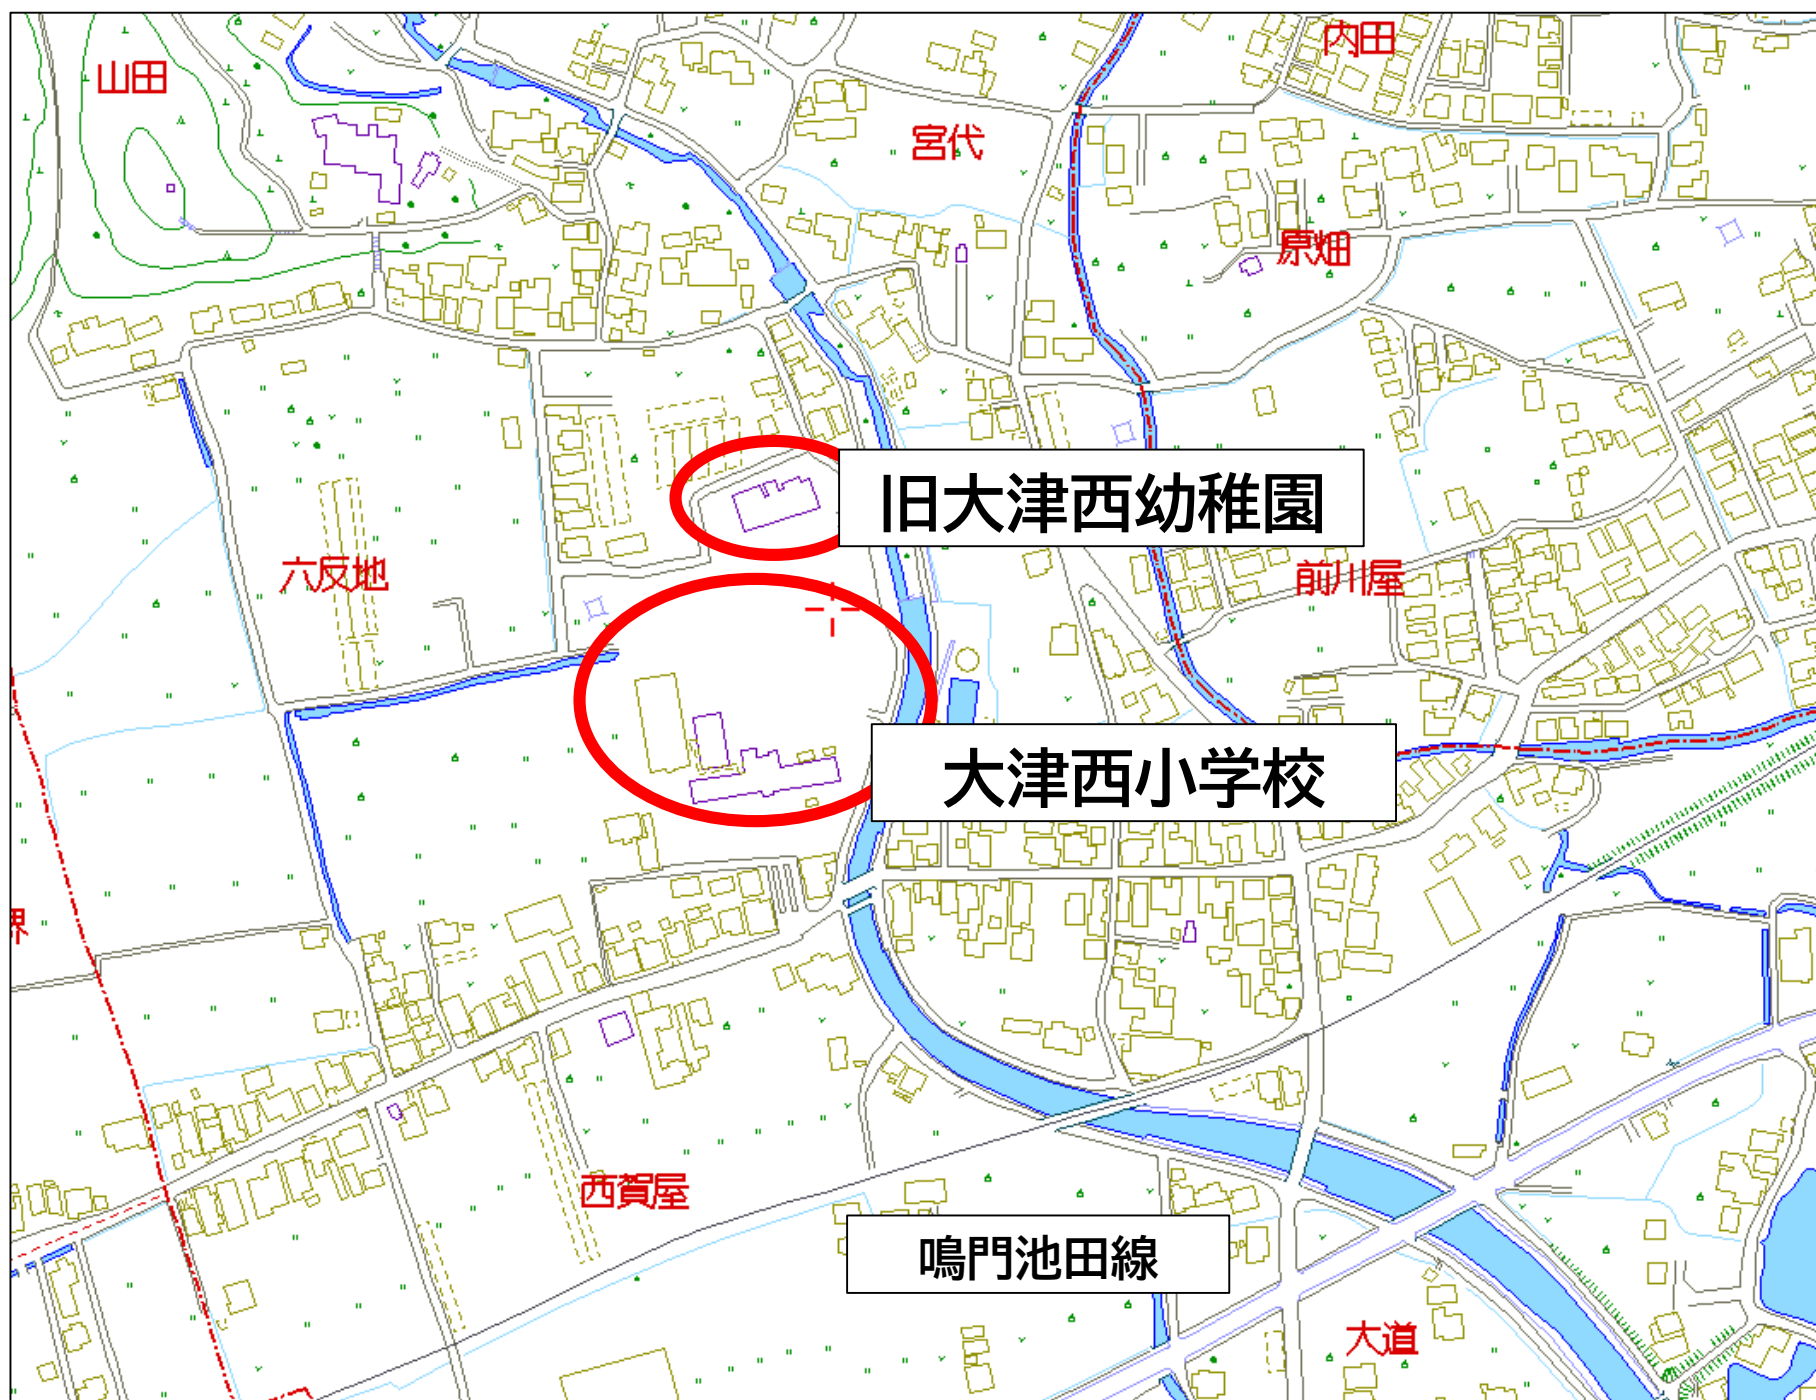 内田
山田
宮代
原畑
旧大津西幼稚園
六反地
前川屋
大津西小学校
西賀屋
鳴門池田線
大道